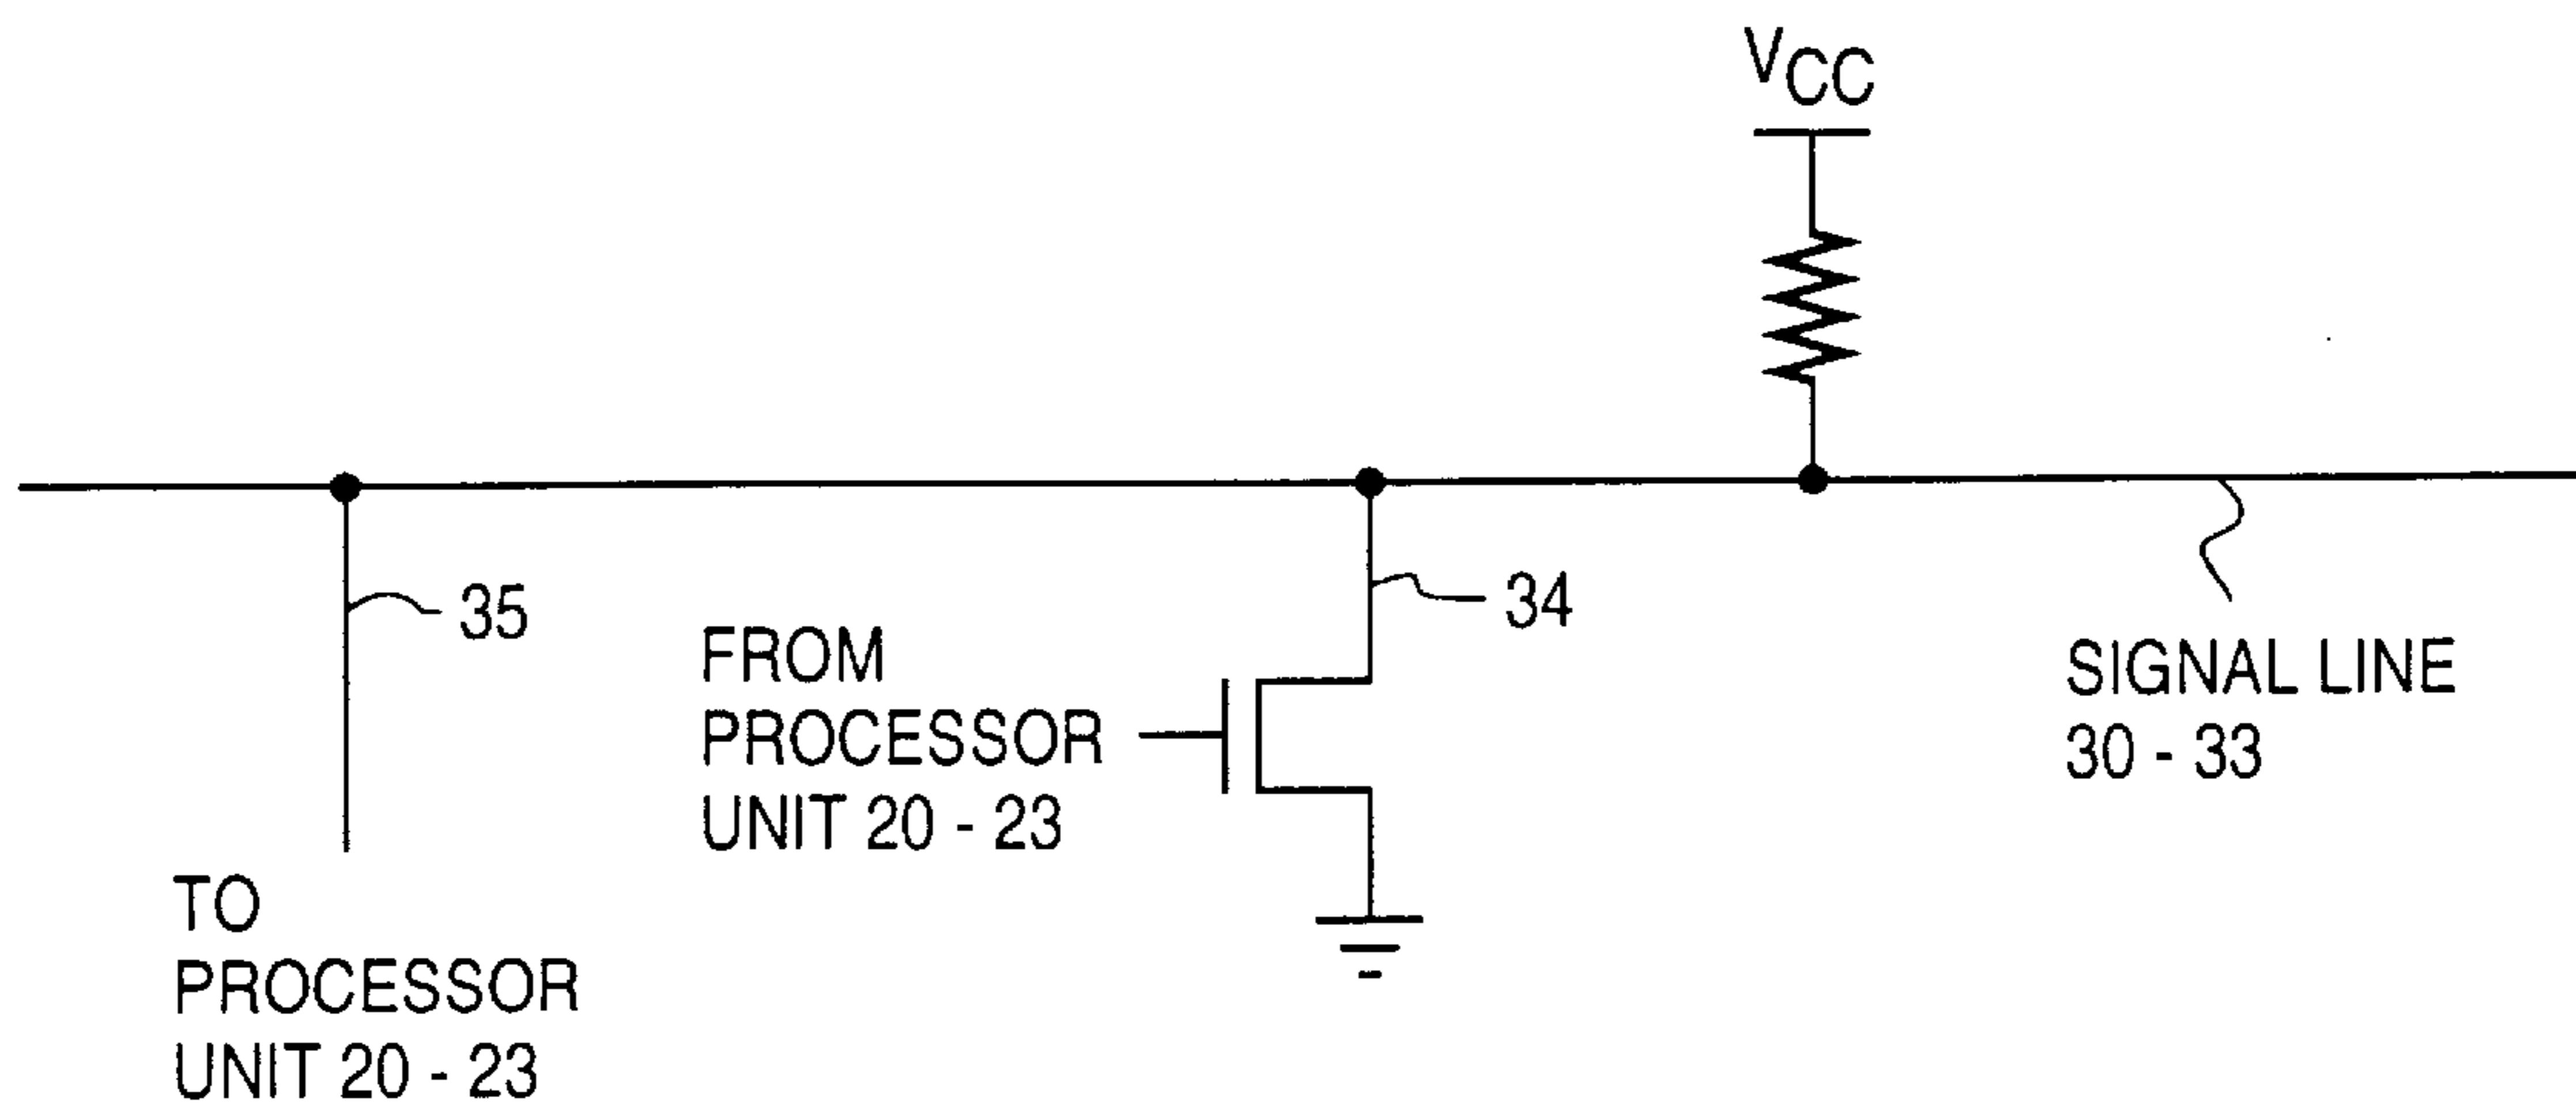 VCC
35
34
FROM
PROCESSOR
UNIT 20 - 23
SIGNAL LINE
30 - 33
TO
PROCESSOR
UNIT 20 - 23